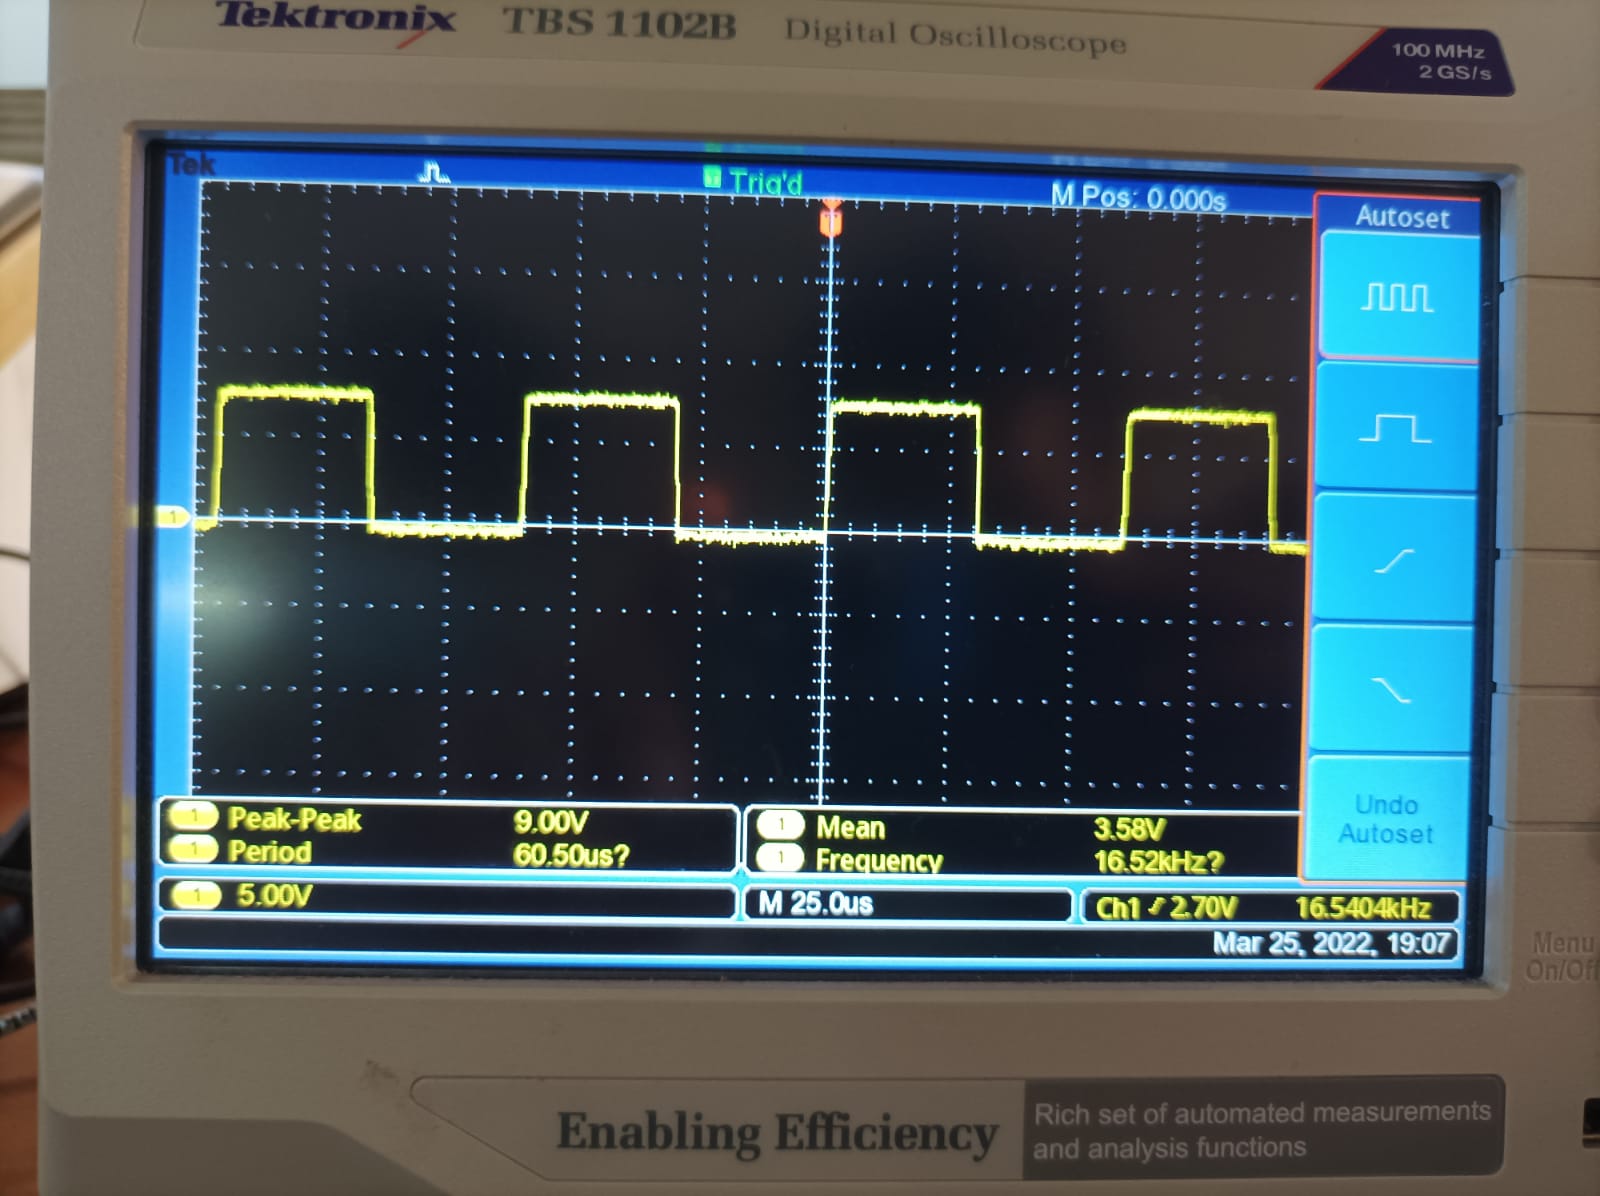 Tektronix TBS 1102B Digital Oscilloscope
100 MHz
2 GS/s
Tek
Trig'd
M Pos: 0.000s
Autoset
T
1
1 Peak-Peak 9.00V
1 Period 60.50us?
1 Mean 3.58V
1 Frequency 16.52kHz?
Undo
Autoset
1 5.00V
M 25.0us
Ch1 2.70V 16.5404kHz
Mar 25, 2022, 19:07
Menu
On/Off
Enabling Efficiency
Rich set of automated measurements
and analysis functions